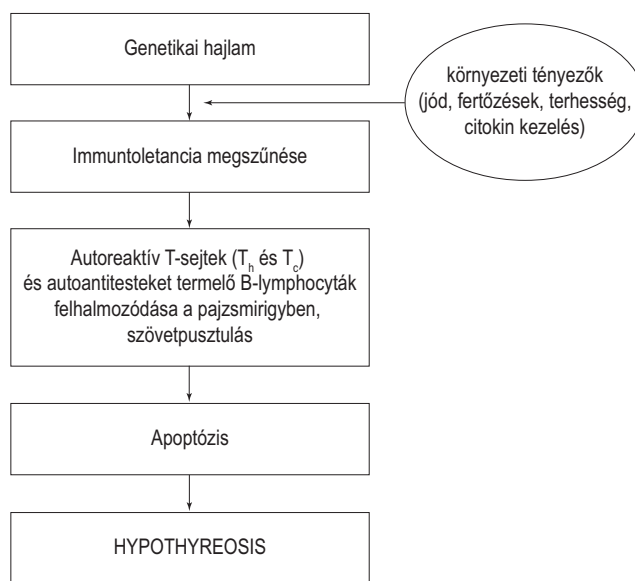 Genetikai hajlam
környezeti tényezők
(jód, fertőzések, terhesség,
citokin kezelés)
Immuntoletancia megszűnése
Autoreaktív T-sejtek (Th és Tc)
és autoantitesteket termelő B-lymphocyták
felhalmozódása a pajzsmirigyben,
szövetpusztulás
Apoptózis
HYPOTHYREOSIS